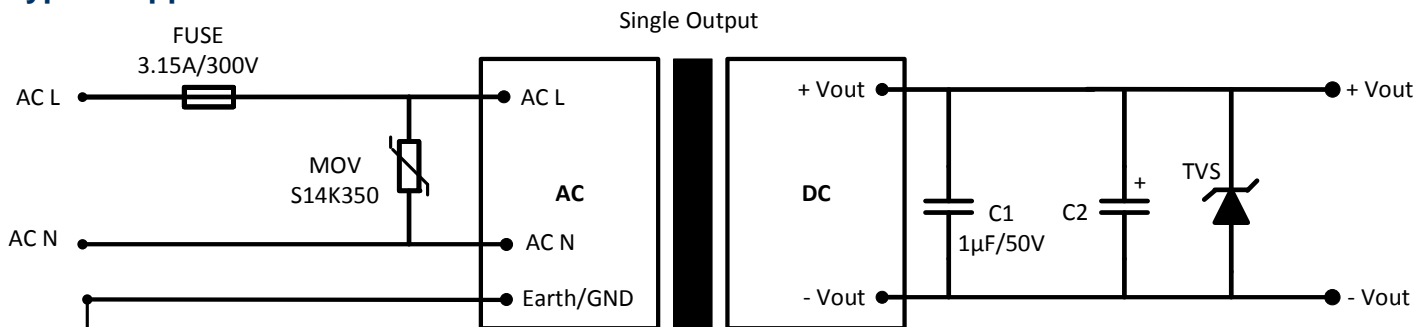 Single Output
FUSE
3.15A/300V
AC L
AC L
+ Vout
+ Vout
MOV
S14K350
AC
DC
TVS
+
C1
1µF/50V
C2
AC N
AC N
Earth/GND
- Vout
- Vout